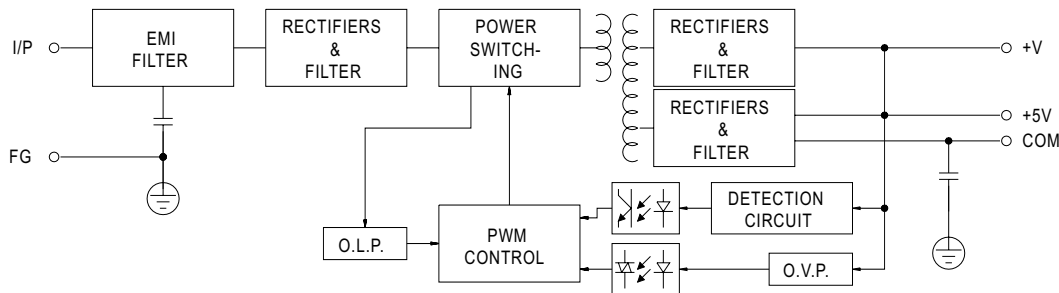 I/P
EMI
FILTER
RECTIFIERS
&
FILTER
POWER
SWITCH-
ING
RECTIFIERS
&
FILTER
+V
RECTIFIERS
&
FILTER
+5V
COM
FG
DETECTION
CIRCUIT
O.L.P.
PWM
CONTROL
O.V.P.